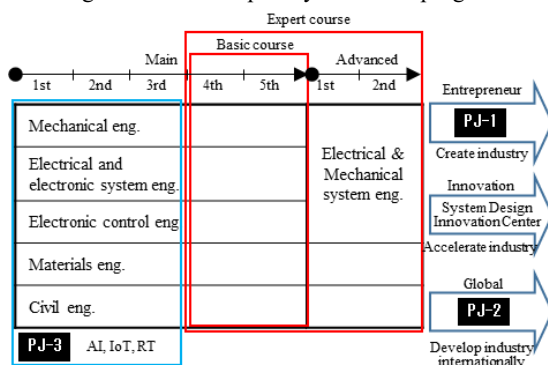 Expert course
Basic course
Main
Advanced
1st 2nd 3rd 4th 5th 1st 2nd
Mechanical eng.
Electrical and
electronic system eng.
Electronic control eng
Materials eng.
Civil eng.
Electrical &
Mechanical
system eng.
PJ-3 AI, IoT, RT
Entrepreneur
PJ-1
Create industry
Innovation
System Design
InnovationCenter
Accelerate industry
Global
PJ-2
Develop industry
internationally